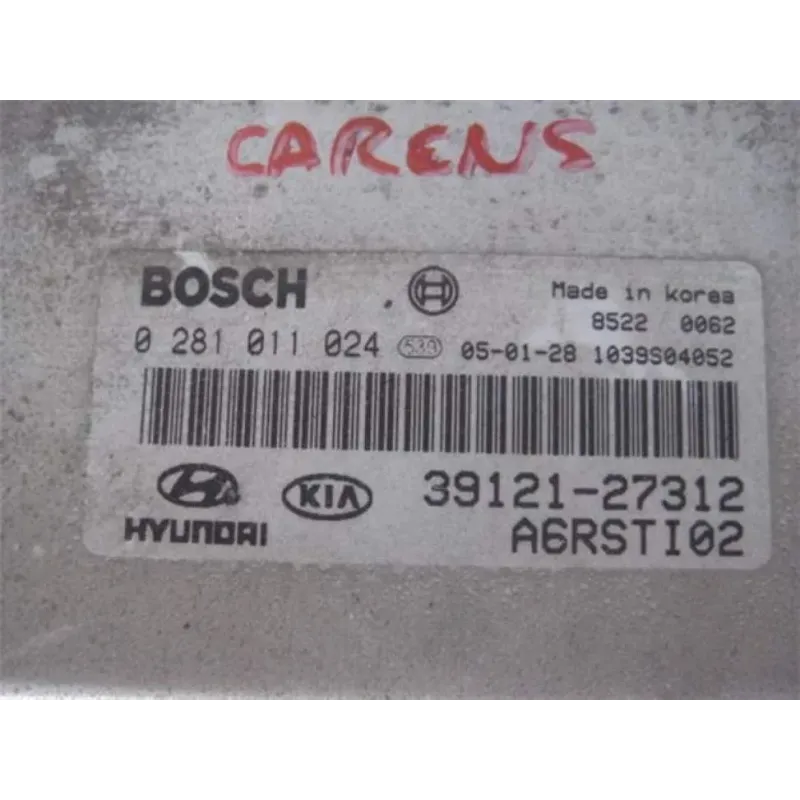 CARENS
BOSCH
Made in Korea
8522 0062
0 281 011 024 539 05-01-28 1039S04052
HYUNDAI KIA 39121-27312
A6RSTI02